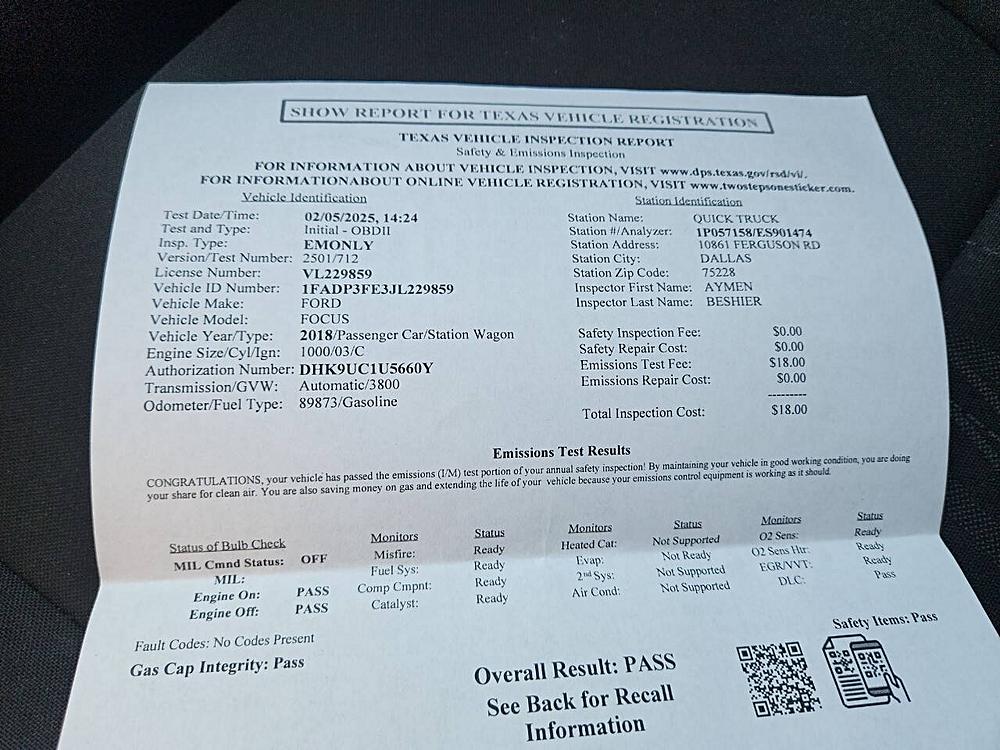 SHOW REPORT FOR TEXAS VEHICLE REGISTRATION
TEXAS VEHICLE INSPECTION REPORT
Safety & Emissions Inspection
FOR INFORMATION ABOUT VEHICLE INSPECTION, VISIT www.dps.texas.gov/rsd/vi/.
FOR INFORMATIONABOUT ONLINE VEHICLE REGISTRATION, VISIT www.twostepsonesticker.com.
Vehicle Identification
Test Date/Time: 02/05/2025, 14:24
Test and Type: Initial - OBDII
Insp. Type: EMONLY
Version/Test Number: 2501/712
License Number: VL229859
Vehicle ID Number: 1FADP3FE3JL229859
Vehicle Make: FORD
Vehicle Model: FOCUS
Vehicle Year/Type: 2018/Passenger Car/Station Wagon
Engine Size/Cyl/Ign: 1000/03/C
Authorization Number: DHK9UC1U5660Y
Transmission/GVW: Automatic/3800
Odometer/Fuel Type: 89873/Gasoline
Station Identification
Station Name: QUICK TRUCK
Station #/Analyzer: 1P057158/ES901474
Station Address: 10861 FERGUSON RD
Station City: DALLAS
Station Zip Code: 75228
Inspector First Name: AYMEN
Inspector Last Name: BESHIER
Safety Inspection Fee: $0.00
Safety Repair Cost: $0.00
Emissions Test Fee: $18.00
Emissions Repair Cost: $0.00
---------
Total Inspection Cost: $18.00
Emissions Test Results
CONGRATULATIONS, your vehicle has passed the emissions (I/M) test portion of your annual safety inspection! By maintaining your vehicle in good working condition, you are doing
your share for clean air. You are also saving money on gas and extending the life of your vehicle because your emissions control equipment is working as it should.
Status of Bulb Check
MIL Cmnd Status: OFF
MIL:
Engine On: PASS
Engine Off: PASS
Monitors Status
Misfire: Ready
Fuel Sys: Ready
Comp Cmpnt: Ready
Catalyst: Ready
Monitors Status
Heated Cat: Not Supported
Evap: Not Ready
2nd Sys: Not Supported
Air Cond: Not Supported
Monitors Status
O2 Sens: Ready
O2 Sens Htr: Ready
EGR/VVT: Ready
DLC: Pass
Fault Codes: No Codes Present
Gas Cap Integrity: Pass
Safety Items: Pass
Overall Result: PASS
See Back for Recall
Information